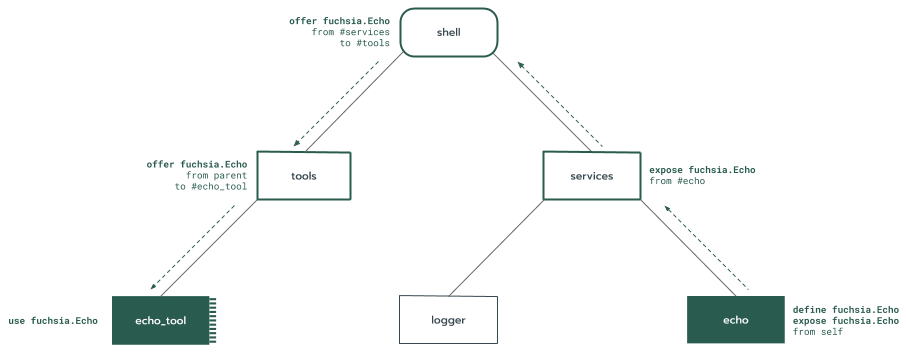 offer fuchsia.Echo
from #services
to #tools
shell
offer fuchsia.Echo
from parent
to #echo_tool
tools
services
expose fuchsia.Echo
from #echo
use fuchsia.Echo
echo_tool
logger
echo
define fuchsia.Echo
expose fuchsia.Echo
from self